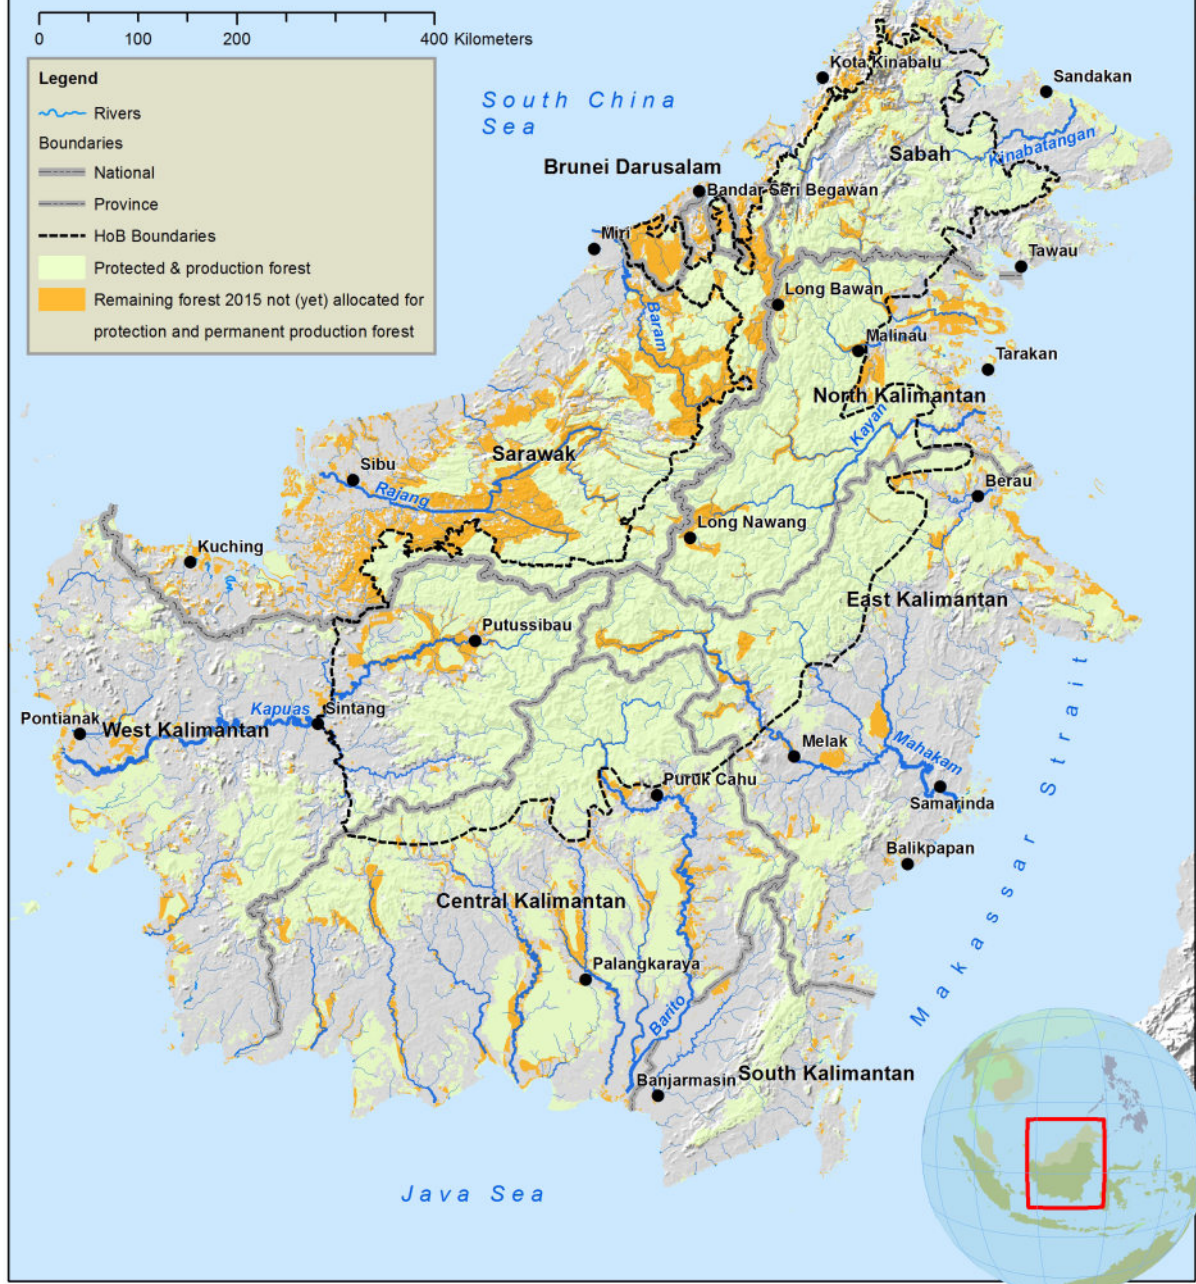 0 100 200 400 Kilometers
Legend
Rivers
Boundaries
National
Province
HoB Boundaries
Protected & production forest
Remaining forest 2015 not (yet) allocated for
protection and permanent production forest
South China
Sea
Kota Kinabalu
Sandakan
Kinabatangan
Sabah
Brunei Darusalam
Bandar Seri Begawan
Miri
Tawau
Long Bawan
Baram
Malinau
Tarakan
North Kalimantan
Kayan
Sarawak
Sibu
Rajang
Berau
Long Nawang
Kuching
East Kalimantan
Putussibau
Kapuas
Sintang
Pontianak
West Kalimantan
Melak
Mahakam
Puruk Cahu
Samarinda
Makassar Strait
Balikpapan
Central Kalimantan
Palangkaraya
Barito
Banjarmasin
South Kalimantan
Java Sea